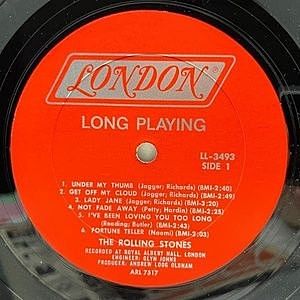 LONDON
LONG PLAYING
LL-3493
SIDE 1
1. UNDER MY THUMB (Jagger; Richards) (BMI-2:40)
2. GET OFF MY CLOUD (Jagger; Richards) (BMI-2:49)
3. LADY JANE (Jagger; Richards) (BMI-3:20)
4. NOT FADE AWAY (Petty; Hardin) (BMI-2:25)
5. I'VE BEEN LOVING YOU TOO LONG
(Reading; Butler) (BMI-2:43)
6. FORTUNE TELLER (Naomi) (BMI-2:03)
THE ROLLING STONES
RECORDED AT ROYAL ALBERT HALL, LONDON
ENGINEER: GLYN JOHNS
PRODUCER: ANDREW LOOG OLDHAM
ARL 7517